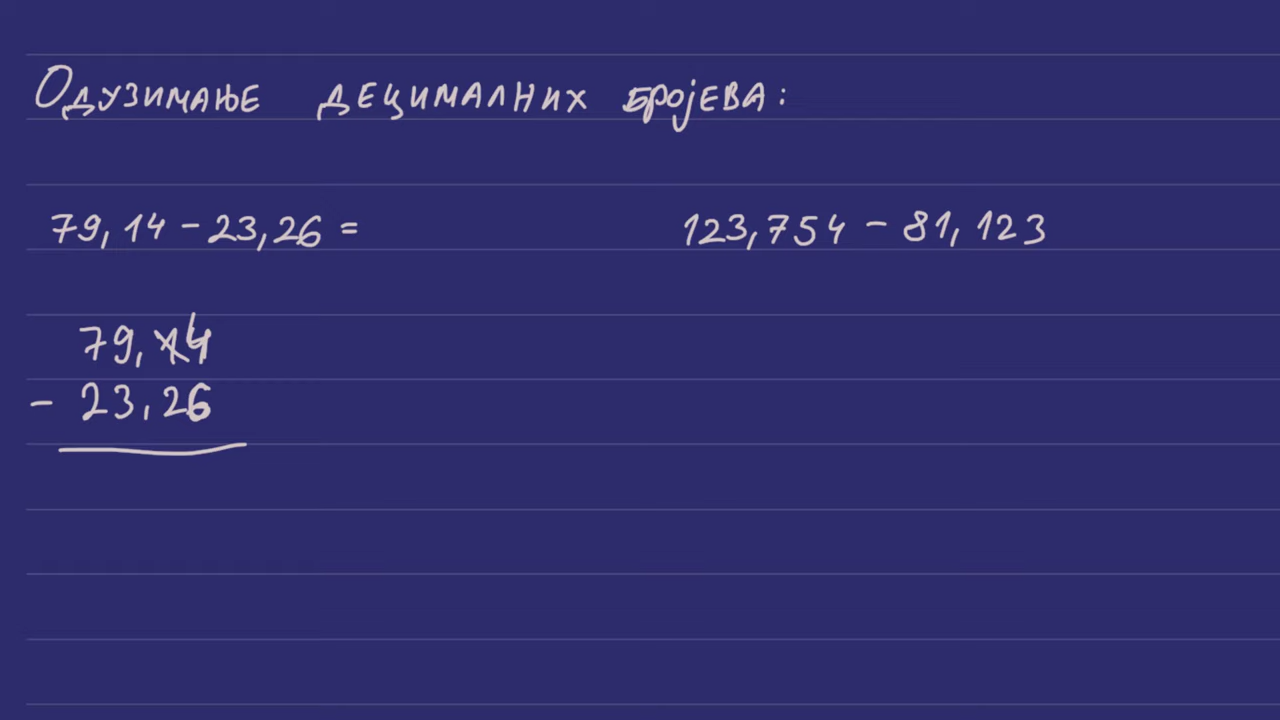 Одузимање децималних бројева:
79,14 - 23,26 =
123,754 - 81,123
79,14
- 23,26